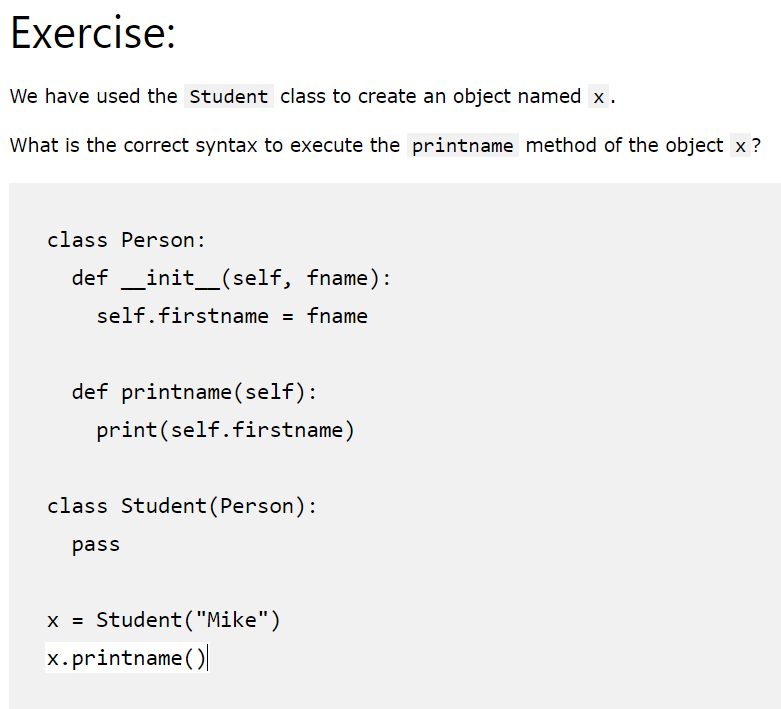 Exercise:
We have used the Student class to create an object named x.
What is the correct syntax to execute the printname method of the object x?
class Person:
  def __init__(self, fname):
    self.firstname = fname
  def printname(self):
    print(self.firstname)
class Student(Person):
  pass
x = Student("Mike")
x.printname()